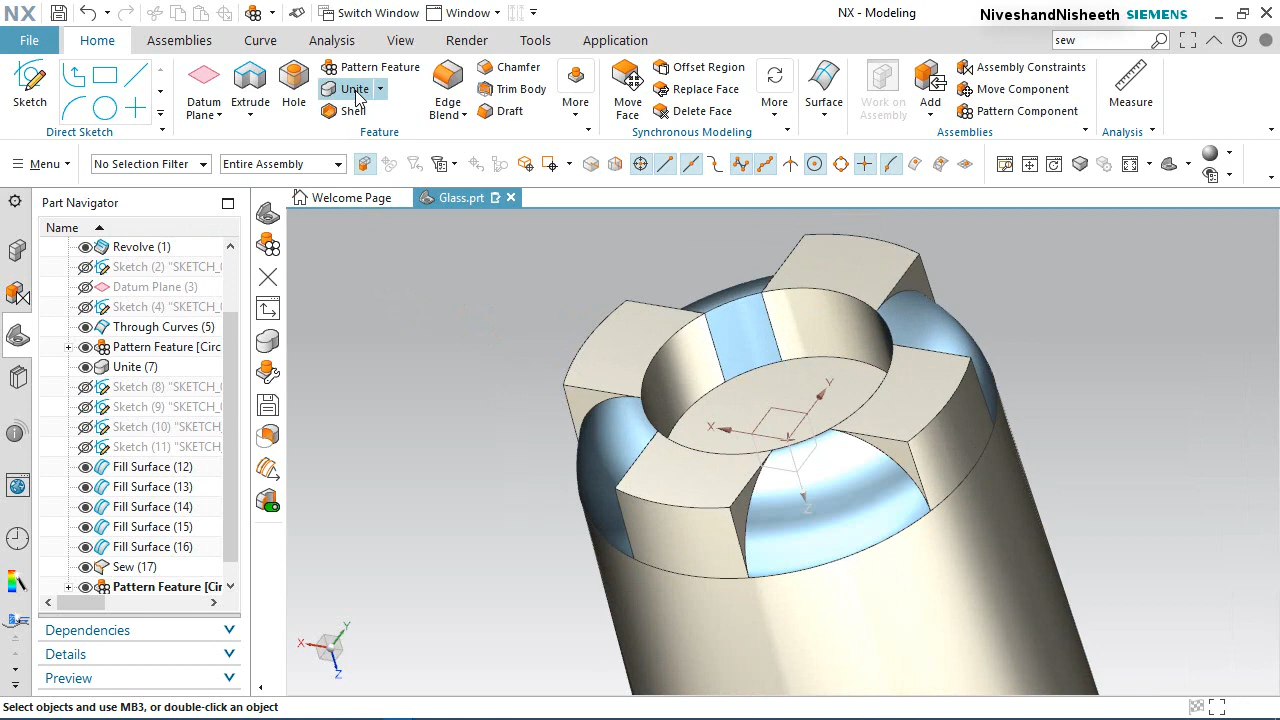 NX
Switch Window
Window
NX - Modeling
NiveshandNisheeth SIEMENS
File
Home
Assemblies
Curve
Analysis
View
Render
Tools
Application
sew
Sketch
Direct Sketch
Datum Plane
Extrude
Hole
Pattern Feature
Unite
Shell
Feature
Edge Blend
Chamfer
Trim Body
Draft
More
Move Face
Offset Region
Replace Face
Delete Face
Synchronous Modeling
More
Surface
Work on Assembly
Add
Assembly Constraints
Move Component
Pattern Component
Assemblies
Measure
Analysis
Menu
No Selection Filter
Entire Assembly
Part Navigator
Name
Revolve (1)
Sketch (2) "SKETCH_
Datum Plane (3)
Sketch (4) "SKETCH_
Through Curves (5)
Pattern Feature [Circ
Unite (7)
Sketch (8) "SKETCH_
Sketch (9) "SKETCH_
Sketch (10) "SKETCH_
Sketch (11) "SKETCH_
Fill Surface (12)
Fill Surface (13)
Fill Surface (14)
Fill Surface (15)
Fill Surface (16)
Sew (17)
Pattern Feature [Cir
Dependencies
Details
Preview
Welcome Page
Glass.prt
X
Y
Z
X
Y
Z
Select objects and use MB3, or double-click an object